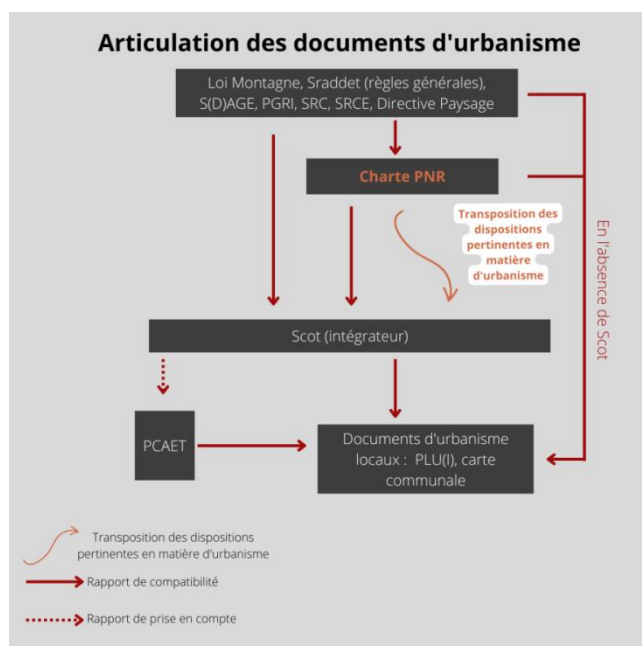 Articulation des documents d'urbanisme
Loi Montagne, Sraddet (règles générales),
S(D)AGE, PGRI, SRC, SRCE, Directive Paysage
Charte PNR
Transposition des
dispositions
pertinentes en
matière
d'urbanisme
En l'absence de Scot
Scot (intégrateur)
PCAET
Documents d'urbanisme
locaux : PLU(I), carte
communale
Transposition des dispositions
pertinentes en matière d'urbanisme
Rapport de compatibilité
Rapport de prise en compte